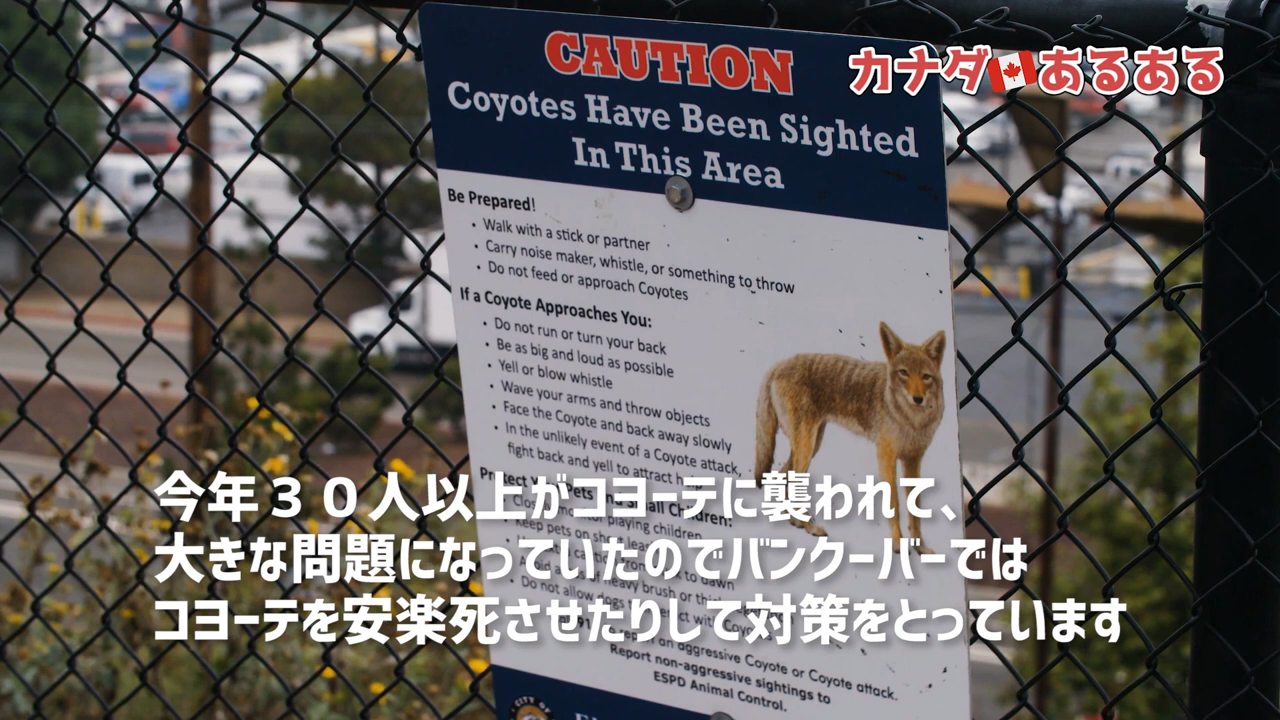 カナダ🇨🇦あるある
CAUTION
Coyotes Have Been Sighted
In This Area
Be Prepared!
• Walk with a stick or partner
• Carry noise maker, whistle, or something to throw
• Do not feed or approach Coyotes
If a Coyote Approaches You:
• Do not run or turn your back
• Be as big and loud as possible
• Yell or blow whistle
• Wave your arms and throw objects
• Face the Coyote and back away slowly
• In the unlikely event of a Coyote attack,
fight back and yell to attract
Small Children:
playing children
今年３０人以上がコヨーテに襲われて、
大きな問題になっていたのでバンクーバーでは
コヨーテを安楽死させたりして対策をとっています
an aggressive Coyote or Coyote attack.
Report non-aggressive sightings to
ESPD Animal Control.
CITY OF